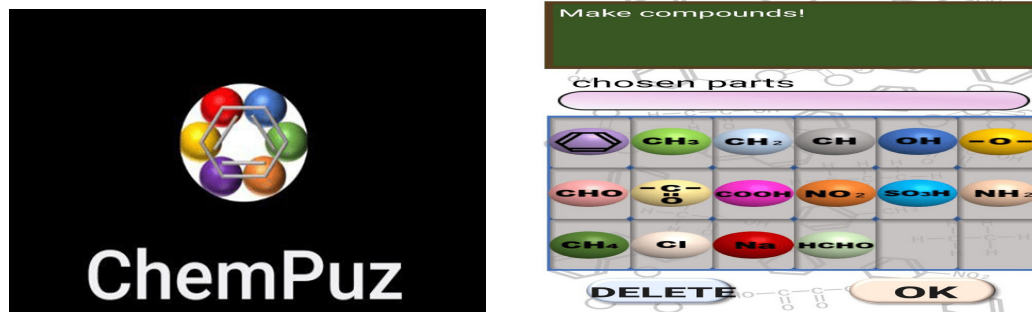 ChemPuz
Make compounds!
chosen parts
CH₃ CH₂ CH OH -O-
CHO -C- COOH NO₂ SO₃H NH₂
O
CH₄ Cl Na HCHO
DELETE OK